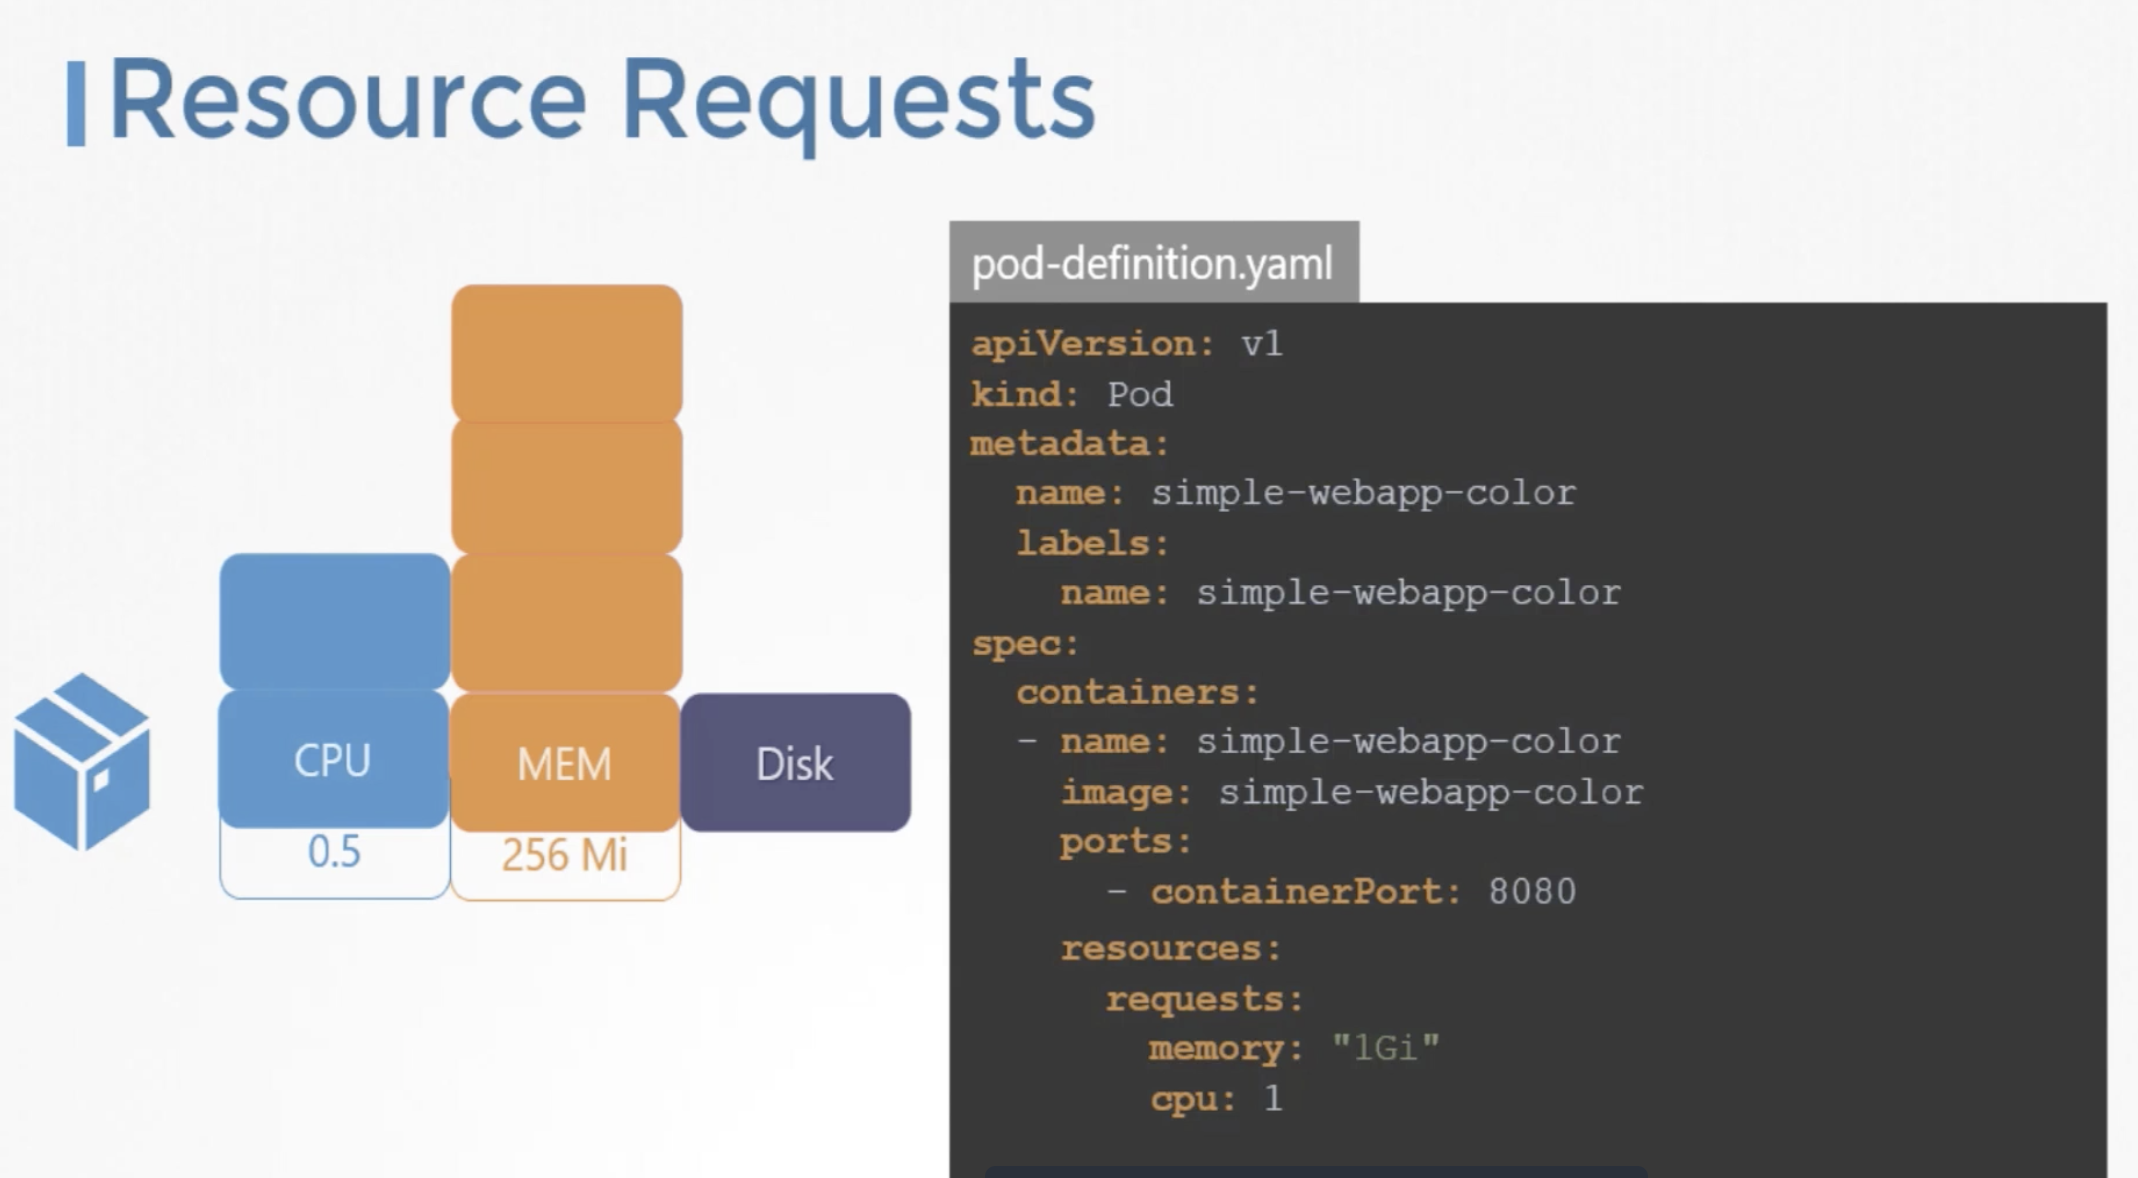 Resource Requests
CPU
MEM
Disk
0.5
256 Mi
pod-definition.yaml
apiVersion: v1
kind: Pod
metadata:
  name: simple-webapp-color
  labels:
    name: simple-webapp-color
spec:
  containers:
  - name: simple-webapp-color
    image: simple-webapp-color
    ports:
      - containerPort: 8080
    resources:
      requests:
        memory: "1Gi"
        cpu: 1